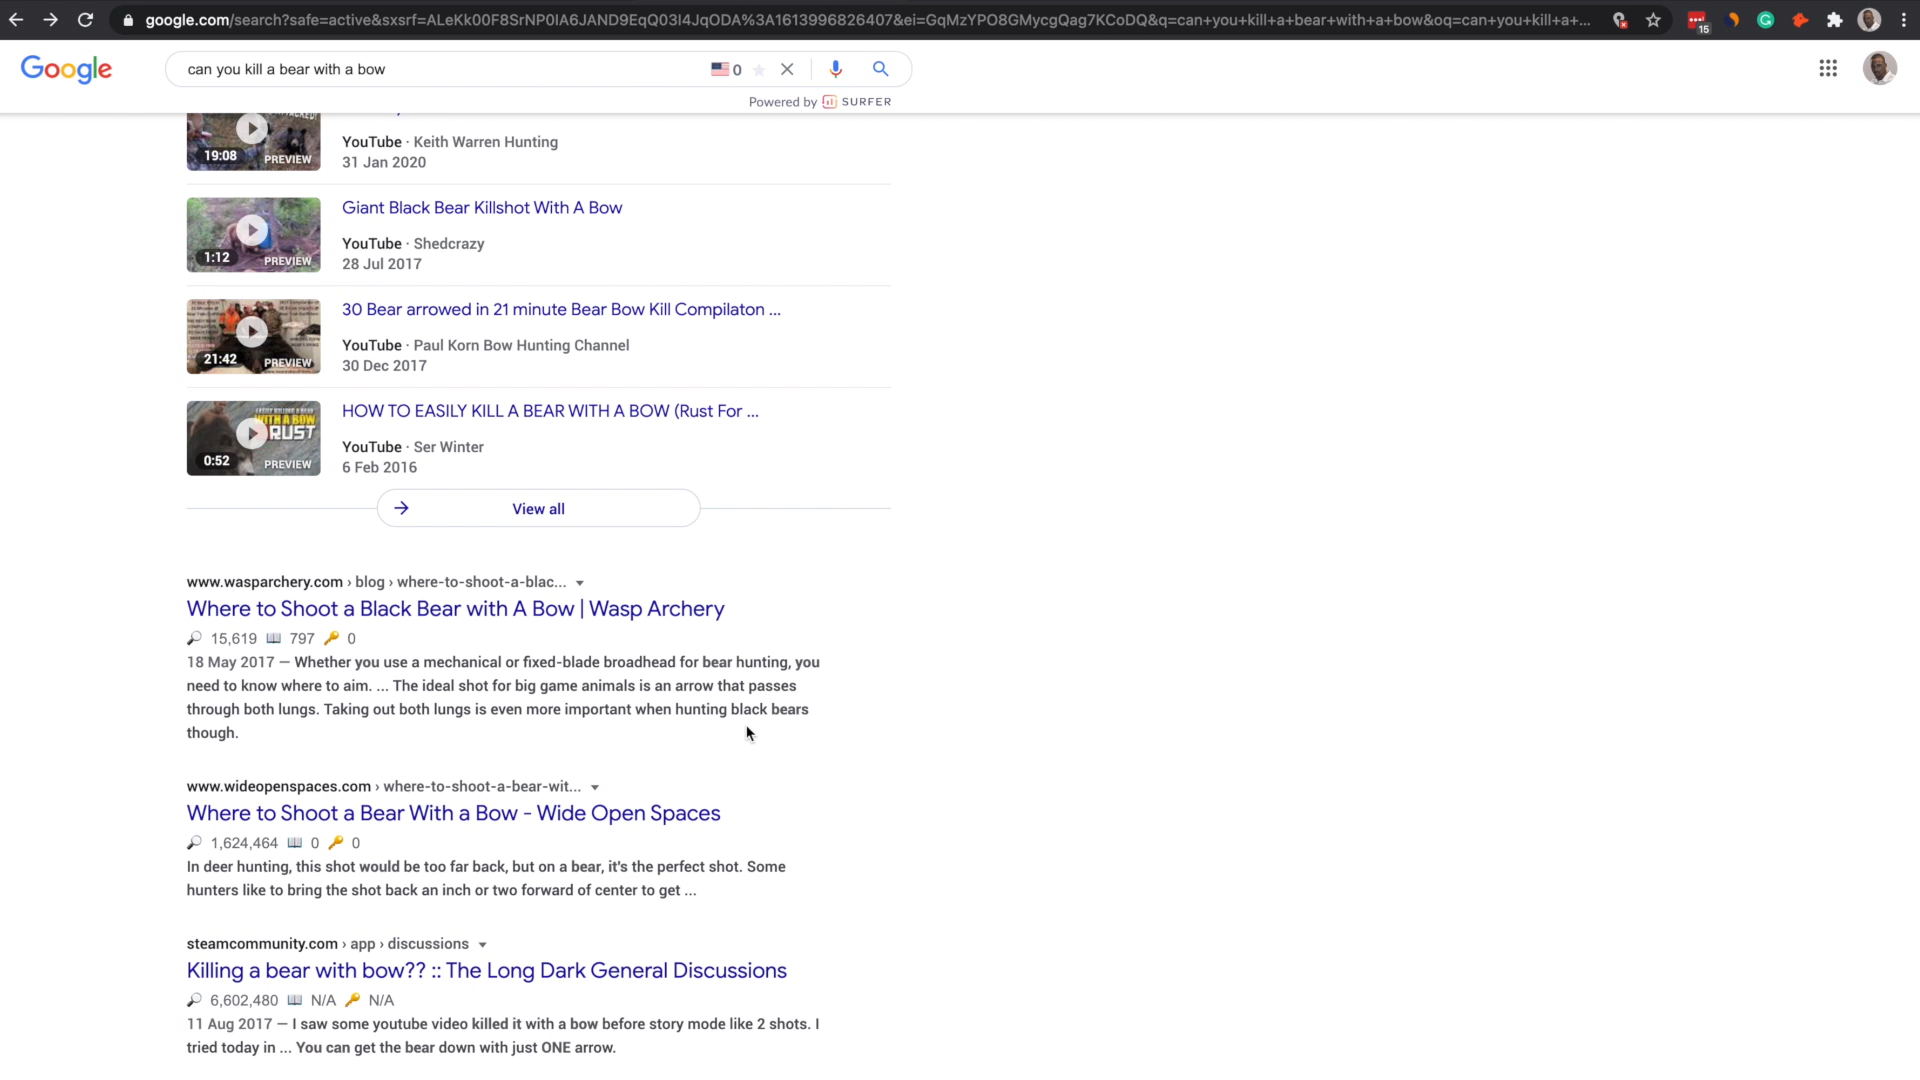 google.com/search?safe=active&sxsrf=ALeKk00F8SrNP0IA6JAND9EqQ03I4JqODA%3A1613996826407&ei=GqMzYPO8GMycgQag7KCoDQ&q=can+you+kill+a+bear+with+a+bow&oq=can+you+kill+a+...
15
Google
can you kill a bear with a bow
0
Powered by SURFER
19:08 PREVIEW
YouTube · Keith Warren Hunting
31 Jan 2020
Giant Black Bear Killshot With A Bow
YouTube · Shedcrazy
1:12 PREVIEW
28 Jul 2017
30 Bear arrowed in 21 minute Bear Bow Kill Compilaton ...
YouTube · Paul Korn Bow Hunting Channel
21:42 PREVIEW
30 Dec 2017
HOW TO EASILY KILL A BEAR WITH A BOW (Rust For ...
WITH A BOW
RUST
YouTube · Ser Winter
0:52 PREVIEW
6 Feb 2016
View all
www.wasparchery.com › blog › where-to-shoot-a-blac...
Where to Shoot a Black Bear with A Bow | Wasp Archery
15,619 797 0
18 May 2017 — Whether you use a mechanical or fixed-blade broadhead for bear hunting, you
need to know where to aim. ... The ideal shot for big game animals is an arrow that passes
through both lungs. Taking out both lungs is even more important when hunting black bears
though.
www.wideopenspaces.com › where-to-shoot-a-bear-wit...
Where to Shoot a Bear With a Bow - Wide Open Spaces
1,624,464 0 0
In deer hunting, this shot would be too far back, but on a bear, it's the perfect shot. Some
hunters like to bring the shot back an inch or two forward of center to get ...
steamcommunity.com › app › discussions
Killing a bear with bow?? :: The Long Dark General Discussions
6,602,480 N/A N/A
11 Aug 2017 — I saw some youtube video killed it with a bow before story mode like 2 shots. I
tried today in ... You can get the bear down with just ONE arrow.